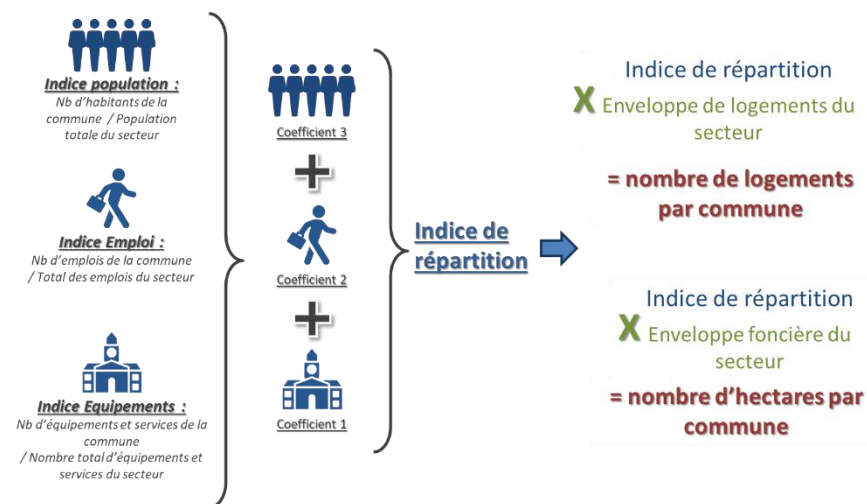 Indice population :
Nb d'habitants de la
commune / Population
totale du secteur
Indice Emploi :
Nb d'emplois de la commune
/ Total des emplois du secteur
Indice Equipements :
Nb d'équipements et services de la
commune
/ Nombre total d'équipements et
services du secteur
Coefficient 3
+
Coefficient 2
+
Coefficient 1
Indice de
répartition
Indice de répartition
X Enveloppe de logements du
secteur
= nombre de logements
par commune
Indice de répartition
X Enveloppe foncière du
secteur
= nombre d'hectares par
commune